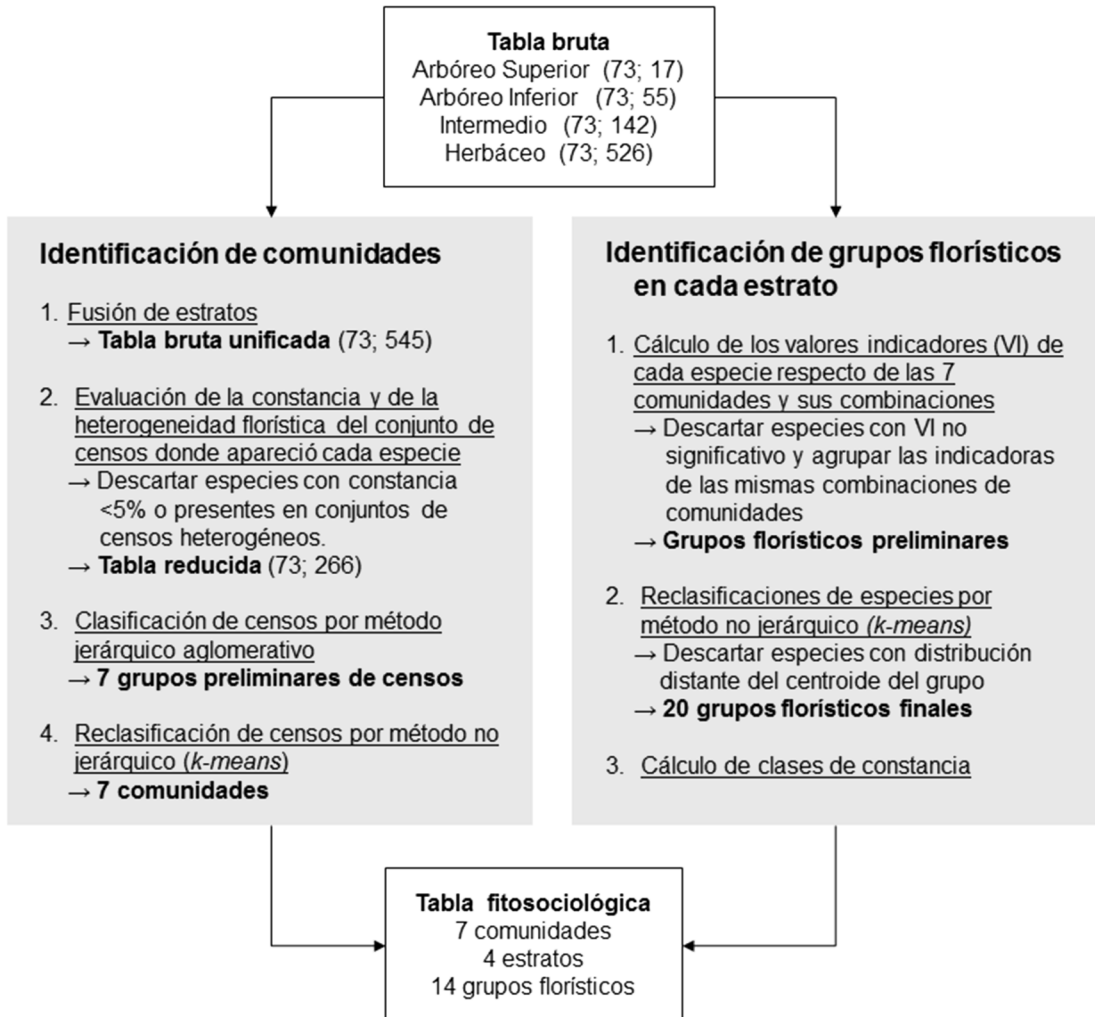 Tabla bruta
Arbóreo Superior (73; 17)
Arbóreo Inferior (73; 55)
Intermedio (73; 142)
Herbáceo (73; 526)
Identificación de comunidades
1. Fusión de estratos
→ Tabla bruta unificada (73; 545)
2. Evaluación de la constancia y de la
heterogeneidad florística del conjunto de
censos donde apareció cada especie
→ Descartar especies con constancia
<5% o presentes en conjuntos de
censos heterogéneos.
→ Tabla reducida (73; 266)
3. Clasificación de censos por método
jerárquico aglomerativo
→ 7 grupos preliminares de censos
4. Reclasificación de censos por método no
jerárquico (k-means)
→ 7 comunidades
Identificación de grupos florísticos
en cada estrato
1. Cálculo de los valores indicadores (VI) de
cada especie respecto de las 7
comunidades y sus combinaciones
→ Descartar especies con VI no
significativo y agrupar las indicadoras
de las mismas combinaciones de
comunidades
→ Grupos florísticos preliminares
2. Reclasificaciones de especies por
método no jerárquico (k-means)
→ Descartar especies con distribución
distante del centroide del grupo
→ 20 grupos florísticos finales
3. Cálculo de clases de constancia
Tabla fitosociológica
7 comunidades
4 estratos
14 grupos florísticos